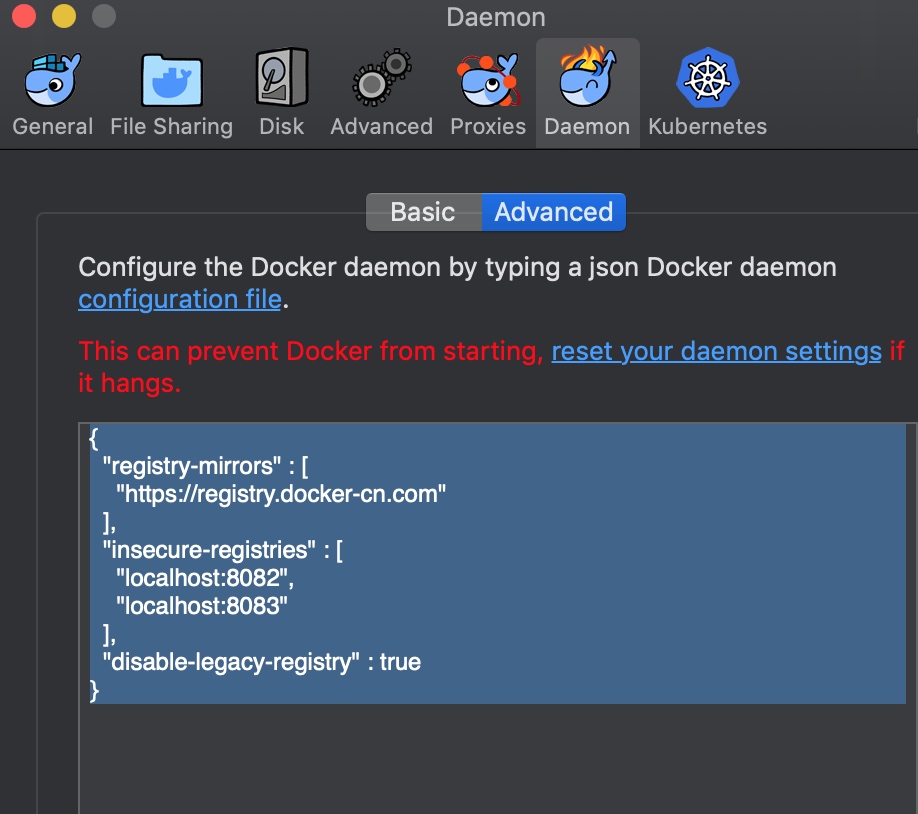 Daemon
General File Sharing Disk Advanced Proxies Daemon Kubernetes
Basic Advanced
Configure the Docker daemon by typing a json Docker daemon
configuration file.
This can prevent Docker from starting, reset your daemon settings if
it hangs.
{
"registry-mirrors" : [
"https://registry.docker-cn.com"
],
"insecure-registries" : [
"localhost:8082",
"localhost:8083"
],
"disable-legacy-registry" : true
}